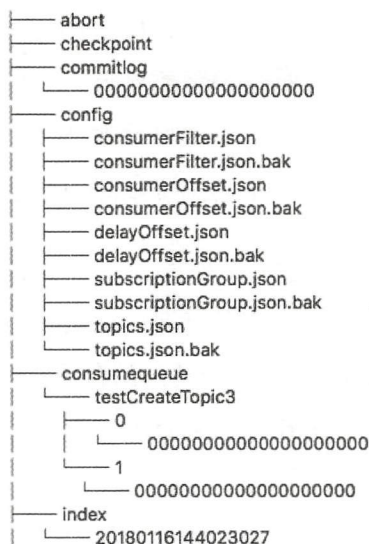 abort
checkpoint
commitlog
00000000000000000000
config
consumerFilter.json
consumerFilter.json.bak
consumerOffset.json
consumerOffset.json.bak
delayOffset.json
delayOffset.json.bak
subscriptionGroup.json
subscriptionGroup.json.bak
topics.json
topics.json.bak
consumequeue
testCreateTopic3
0
00000000000000000000
1
00000000000000000000
index
20180116144023027